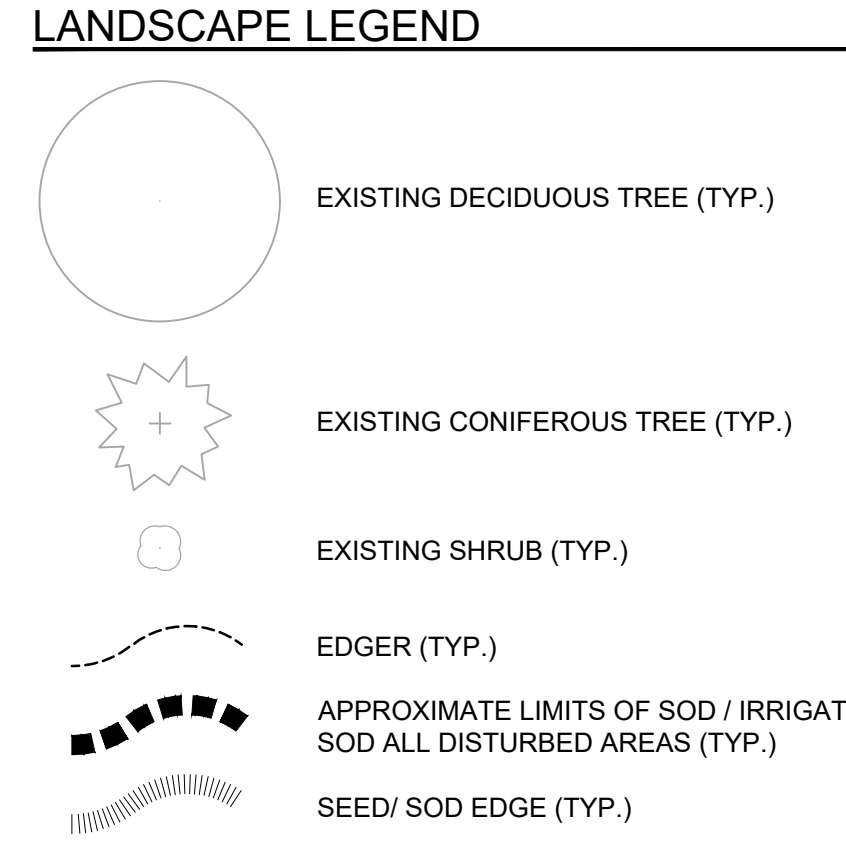 LANDSCAPE LEGEND
EXISTING DECIDUOUS TREE (TYP.)
EXISTING CONIFEROUS TREE (TYP.)
EXISTING SHRUB (TYP.)
EDGER (TYP.)
APPROXIMATE LIMITS OF SOD / IRRIGAT
SOD ALL DISTURBED AREAS (TYP.)
SEED/ SOD EDGE (TYP.)